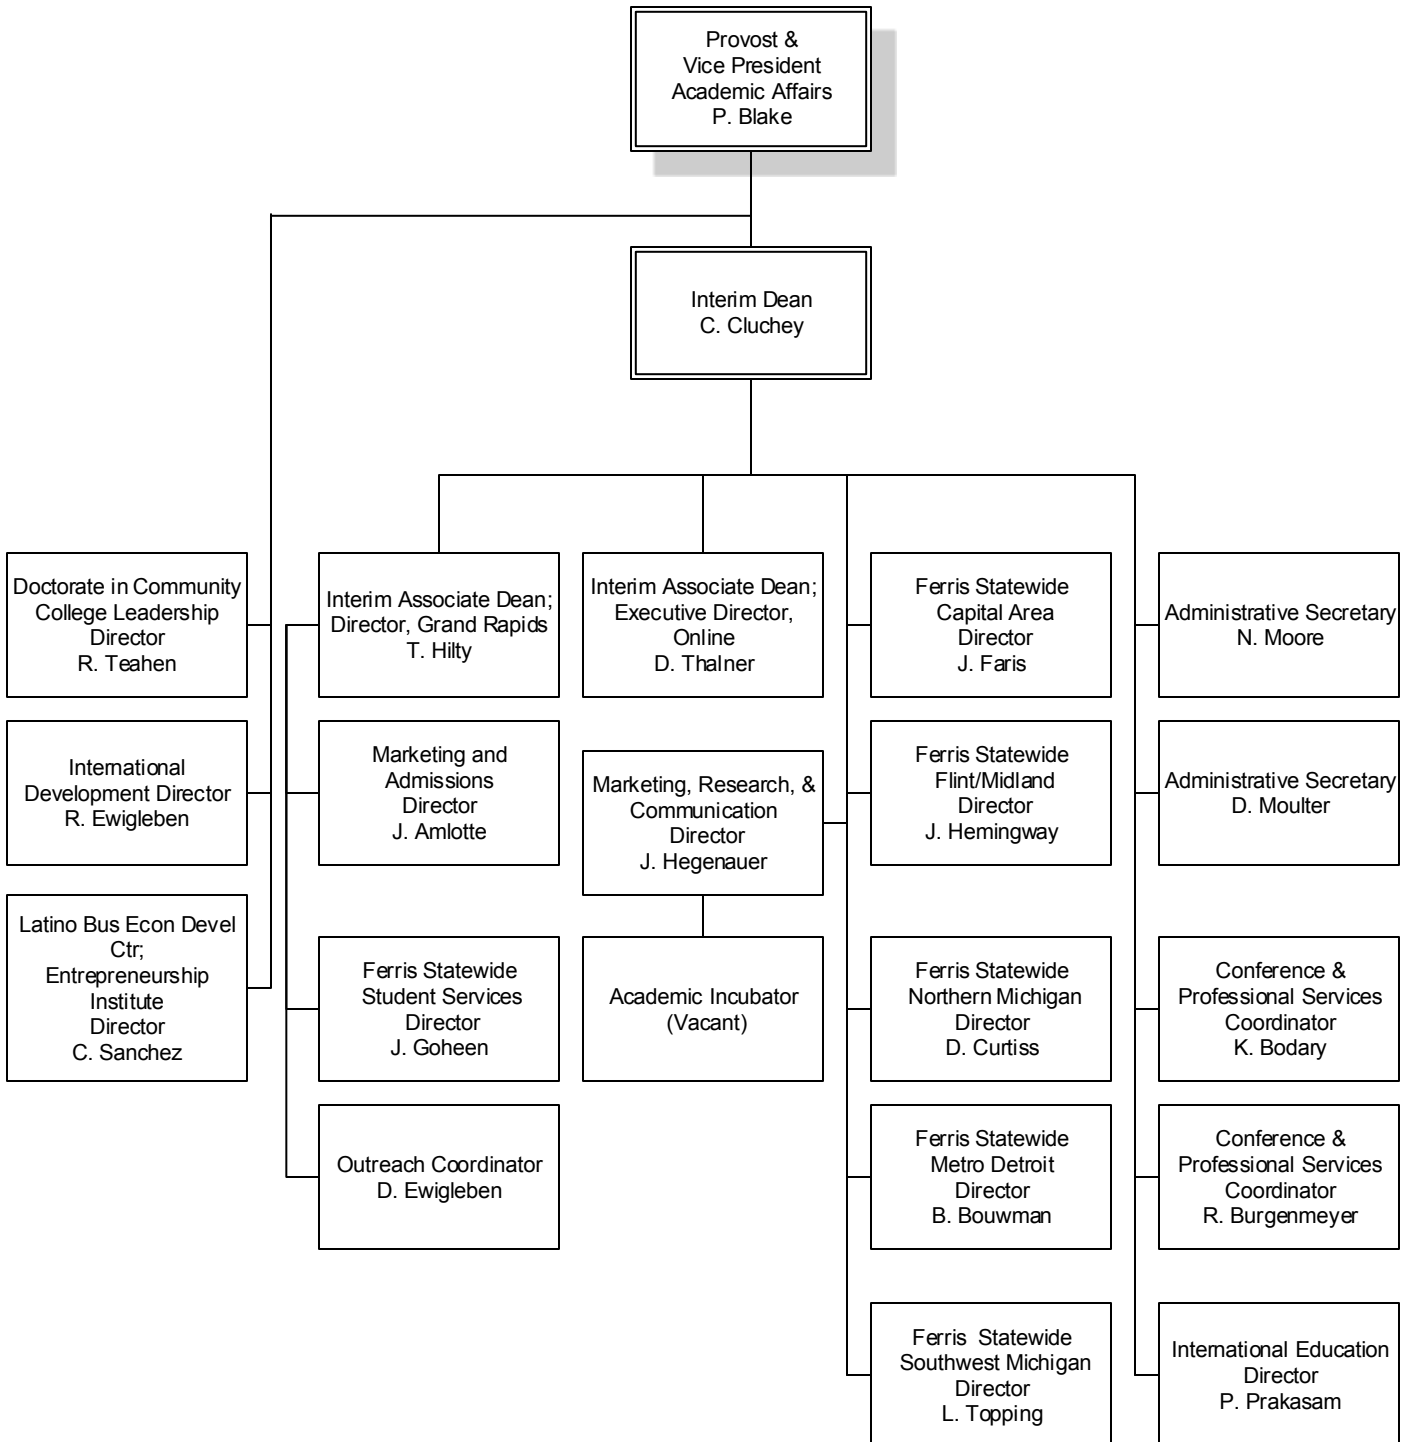 Provost &
Vice President
Academic Affairs
P. Blake
Interim Dean
C. Cluchey
Doctorate in Community
College Leadership
Director
R. Teahen
International
Development Director
R. Ewigleben
Latino Bus Econ Devel
Ctr;
Entrepreneurship
Institute
Director
C. Sanchez
Interim Associate Dean;
Director, Grand Rapids
T. Hilty
Marketing and
Admissions
Director
J. Amlotte
Ferris Statewide
Student Services
Director
J. Goheen
Outreach Coordinator
D. Ewigleben
Interim Associate Dean;
Executive Director,
Online
D. Thalner
Marketing, Research, &
Communication
Director
J. Hegenauer
Academic Incubator
(Vacant)
Ferris Statewide
Capital Area
Director
J. Faris
Ferris Statewide
Flint/Midland
Director
J. Hemingway
Ferris Statewide
Northern Michigan
Director
D. Curtiss
Ferris Statewide
Metro Detroit
Director
B. Bouwman
Ferris Statewide
Southwest Michigan
Director
L. Topping
Administrative Secretary
N. Moore
Administrative Secretary
D. Moulter
Conference &
Professional Services
Coordinator
K. Bodary
Conference &
Professional Services
Coordinator
R. Burgenmeyer
International Education
Director
P. Prakasam